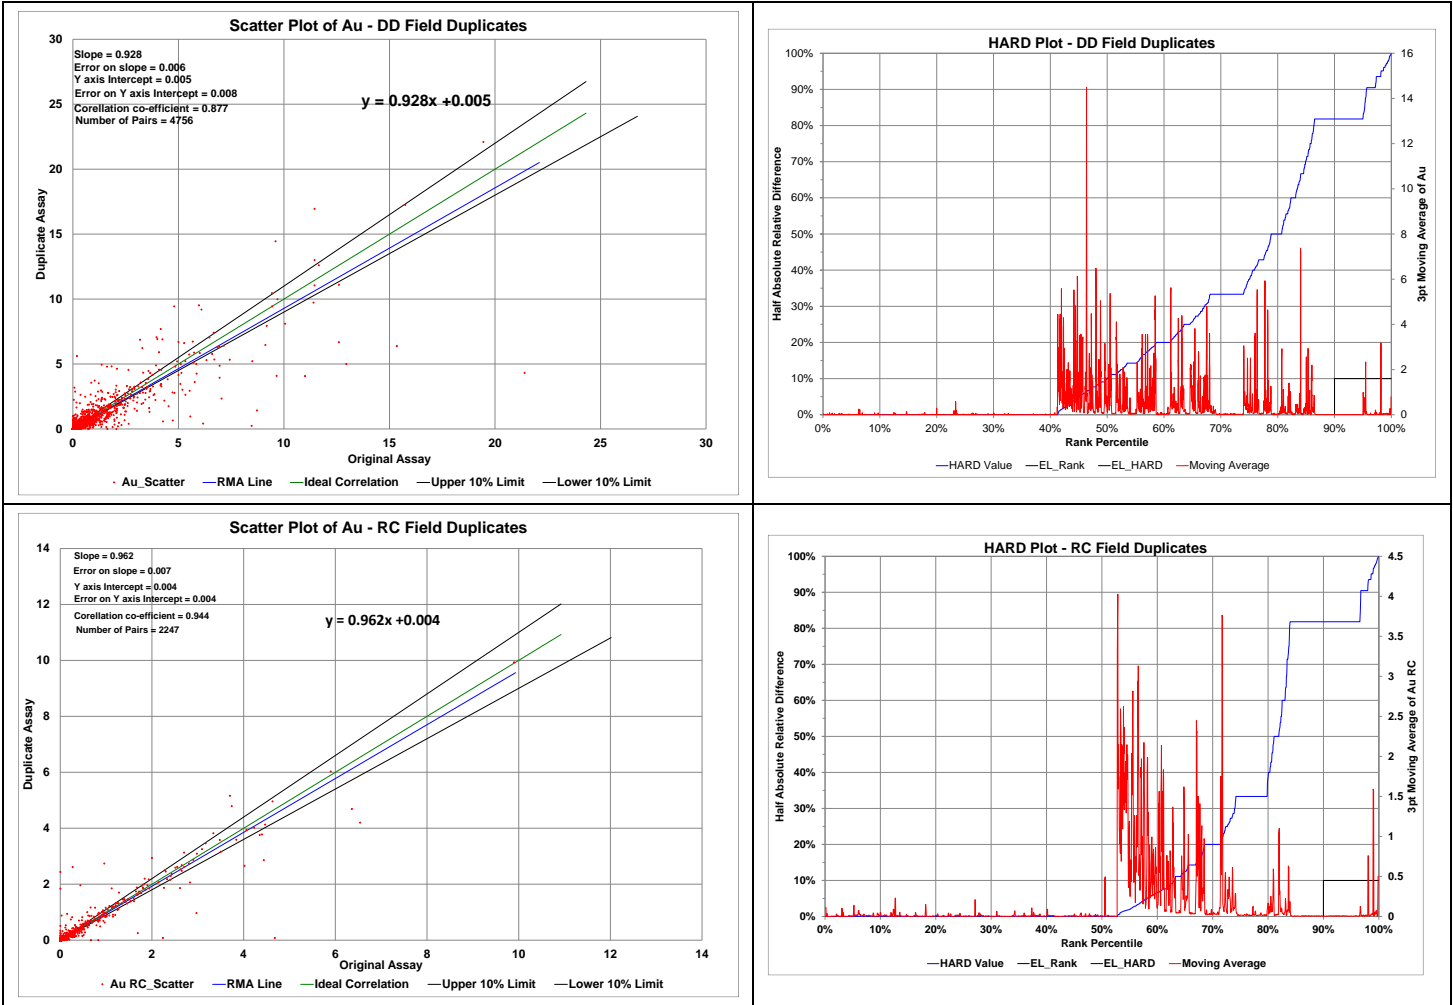 Scatter Plot of Au - DD Field Duplicates
30
25
20
15
10
5
0
Slope = 0.928
Error on slope = 0.006
Y axis Intercept = 0.005
Error on Y axis Intercept = 0.008
Corellation co-efficient = 0.877
Number of Pairs = 4756
y = 0.928x +0.005
Duplicate Assay
0 5 10 15 20 25 30
Original Assay
Au_Scatter RMA Line Ideal Correlation Upper 10% Limit Lower 10% Limit
HARD Plot - DD Field Duplicates
100%
90%
80%
70%
60%
50%
40%
30%
20%
10%
0%
Half Absolute Relative Difference
16
14
12
10
8
6
4
2
0
3pt Moving Average of Au
0% 10% 20% 30% 40% 50% 60% 70% 80% 90% 100%
Rank Percentile
HARD Value EL_Rank EL_HARD Moving Average
Scatter Plot of Au - RC Field Duplicates
14
12
10
8
6
4
2
0
Slope = 0.962
Error on slope = 0.007
Y axis Intercept = 0.004
Error on Y axis Intercept = 0.004
Corellation co-efficient = 0.944
Number of Pairs = 2247
y = 0.962x +0.004
Duplicate Assay
0 2 4 6 8 10 12 14
Original Assay
Au RC_Scatter RMA Line Ideal Correlation Upper 10% Limit Lower 10% Limit
HARD Plot - RC Field Duplicates
100%
90%
80%
70%
60%
50%
40%
30%
20%
10%
0%
Half Absolute Relative Difference
4.5
4
3.5
3
2.5
2
1.5
1
0.5
0
3pt Moving Average of Au RC
0% 10% 20% 30% 40% 50% 60% 70% 80% 90% 100%
Rank Percentile
HARD Value EL_Rank EL_HARD Moving Average